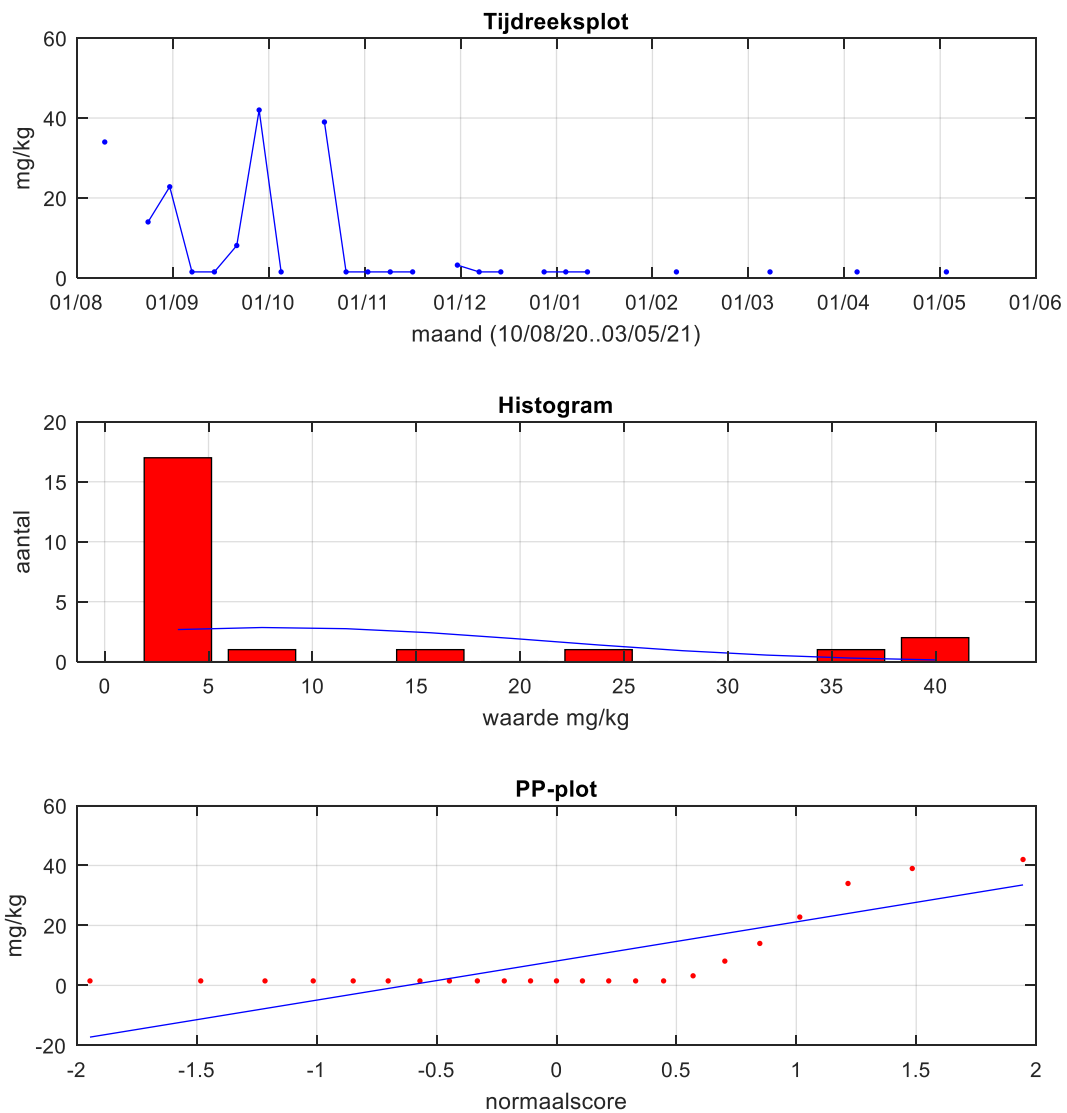 Tijdreeksplot
60
40
20
0
mg/kg
01/08 01/09 01/10 01/11 01/12 01/01 01/02 01/03 01/04 01/05 01/06
maand (10/08/20..03/05/21)
Histogram
20
15
10
5
0
aantal
0 5 10 15 20 25 30 35 40
waarde mg/kg
PP-plot
60
40
20
0
-20
mg/kg
-2 -1.5 -1 -0.5 0 0.5 1 1.5 2
normaalscore